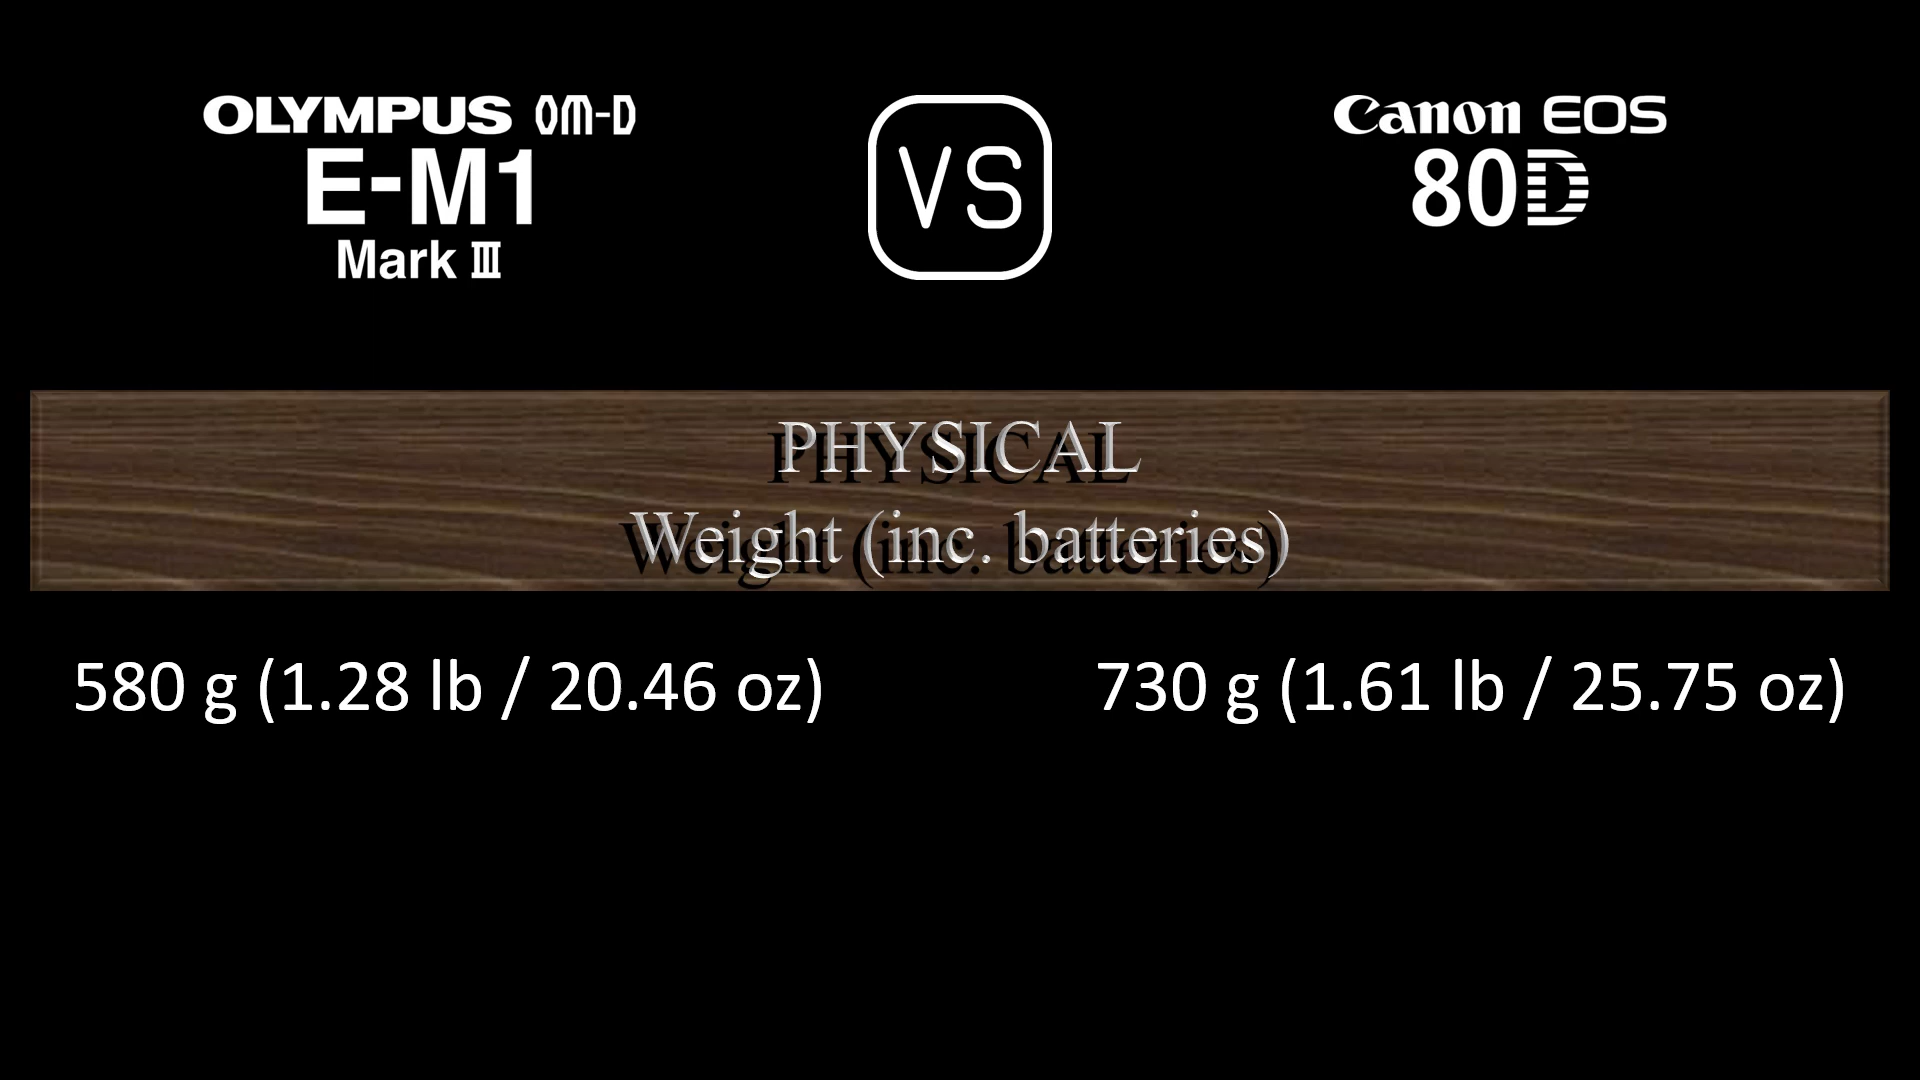 OLYMPUS OM-D
E-M1
Mark III
VS
Canon EOS
80D
PHYSICAL
Weight (inc. batteries)
580 g (1.28 lb / 20.46 oz)
730 g (1.61 lb / 25.75 oz)